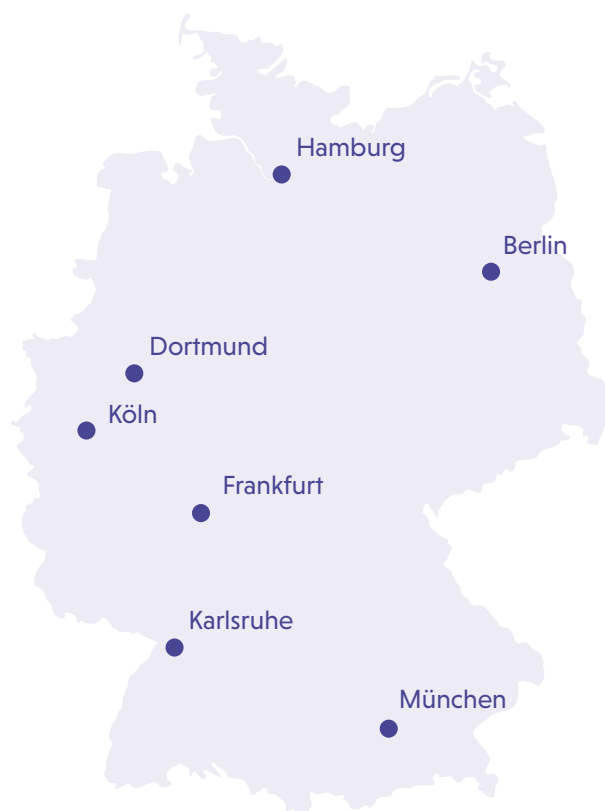 Hamburg
Berlin
Dortmund
Köln
Frankfurt
Karlsruhe
München